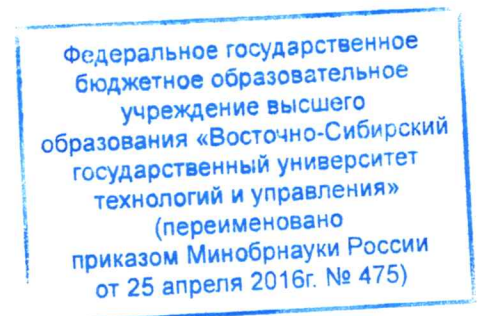 Федеральное государственное
бюджетное образовательное
учреждение высшего
образования «Восточно-Сибирский
государственный университет
технологий и управления»
(переименовано
приказом Минобрнауки России
от 25 апреля 2016г. № 475)